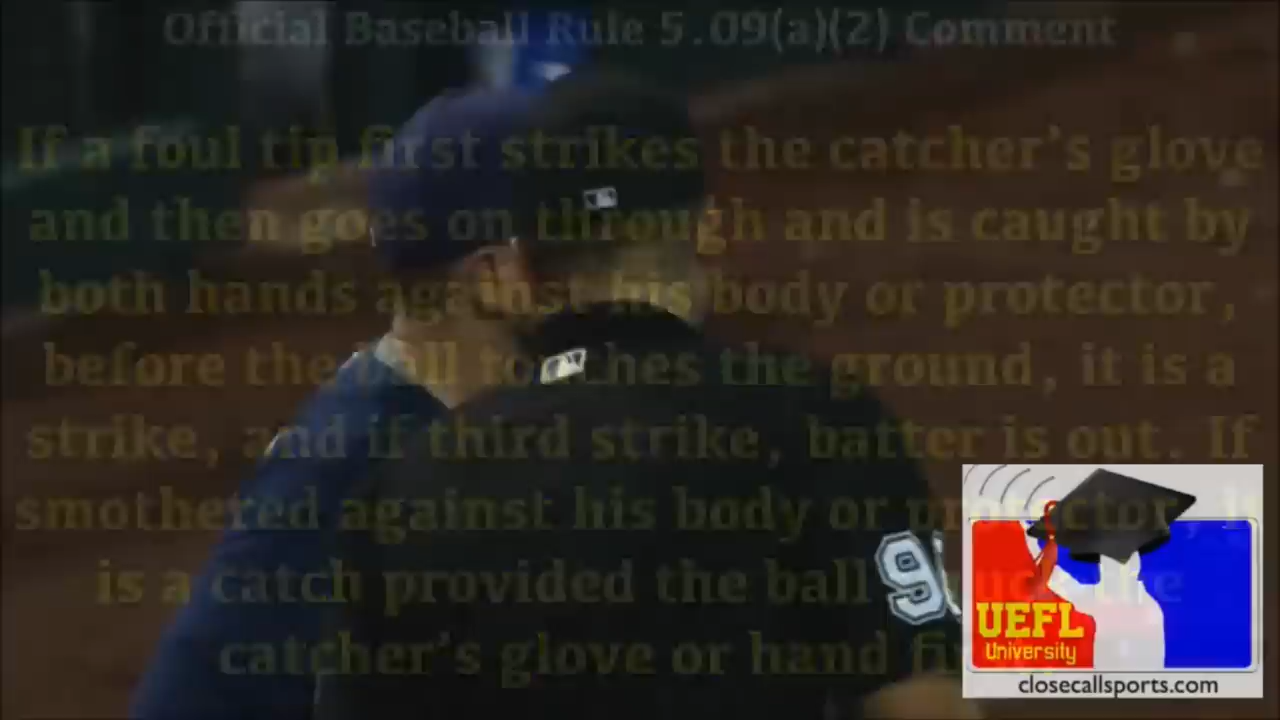 Official Baseball Rule 5.09(a)(2) Comment
If a foul tip first strikes the catcher's glove
and then goes on through and is caught by
both hands against his body or protector,
before the ball touches the ground, it is a
strike, and if third strike, batter is out. If
smothered against his body or protector, it
is a catch provided the ball struck the
catcher's glove or hand
9
UEFL
University
closecallsports.com